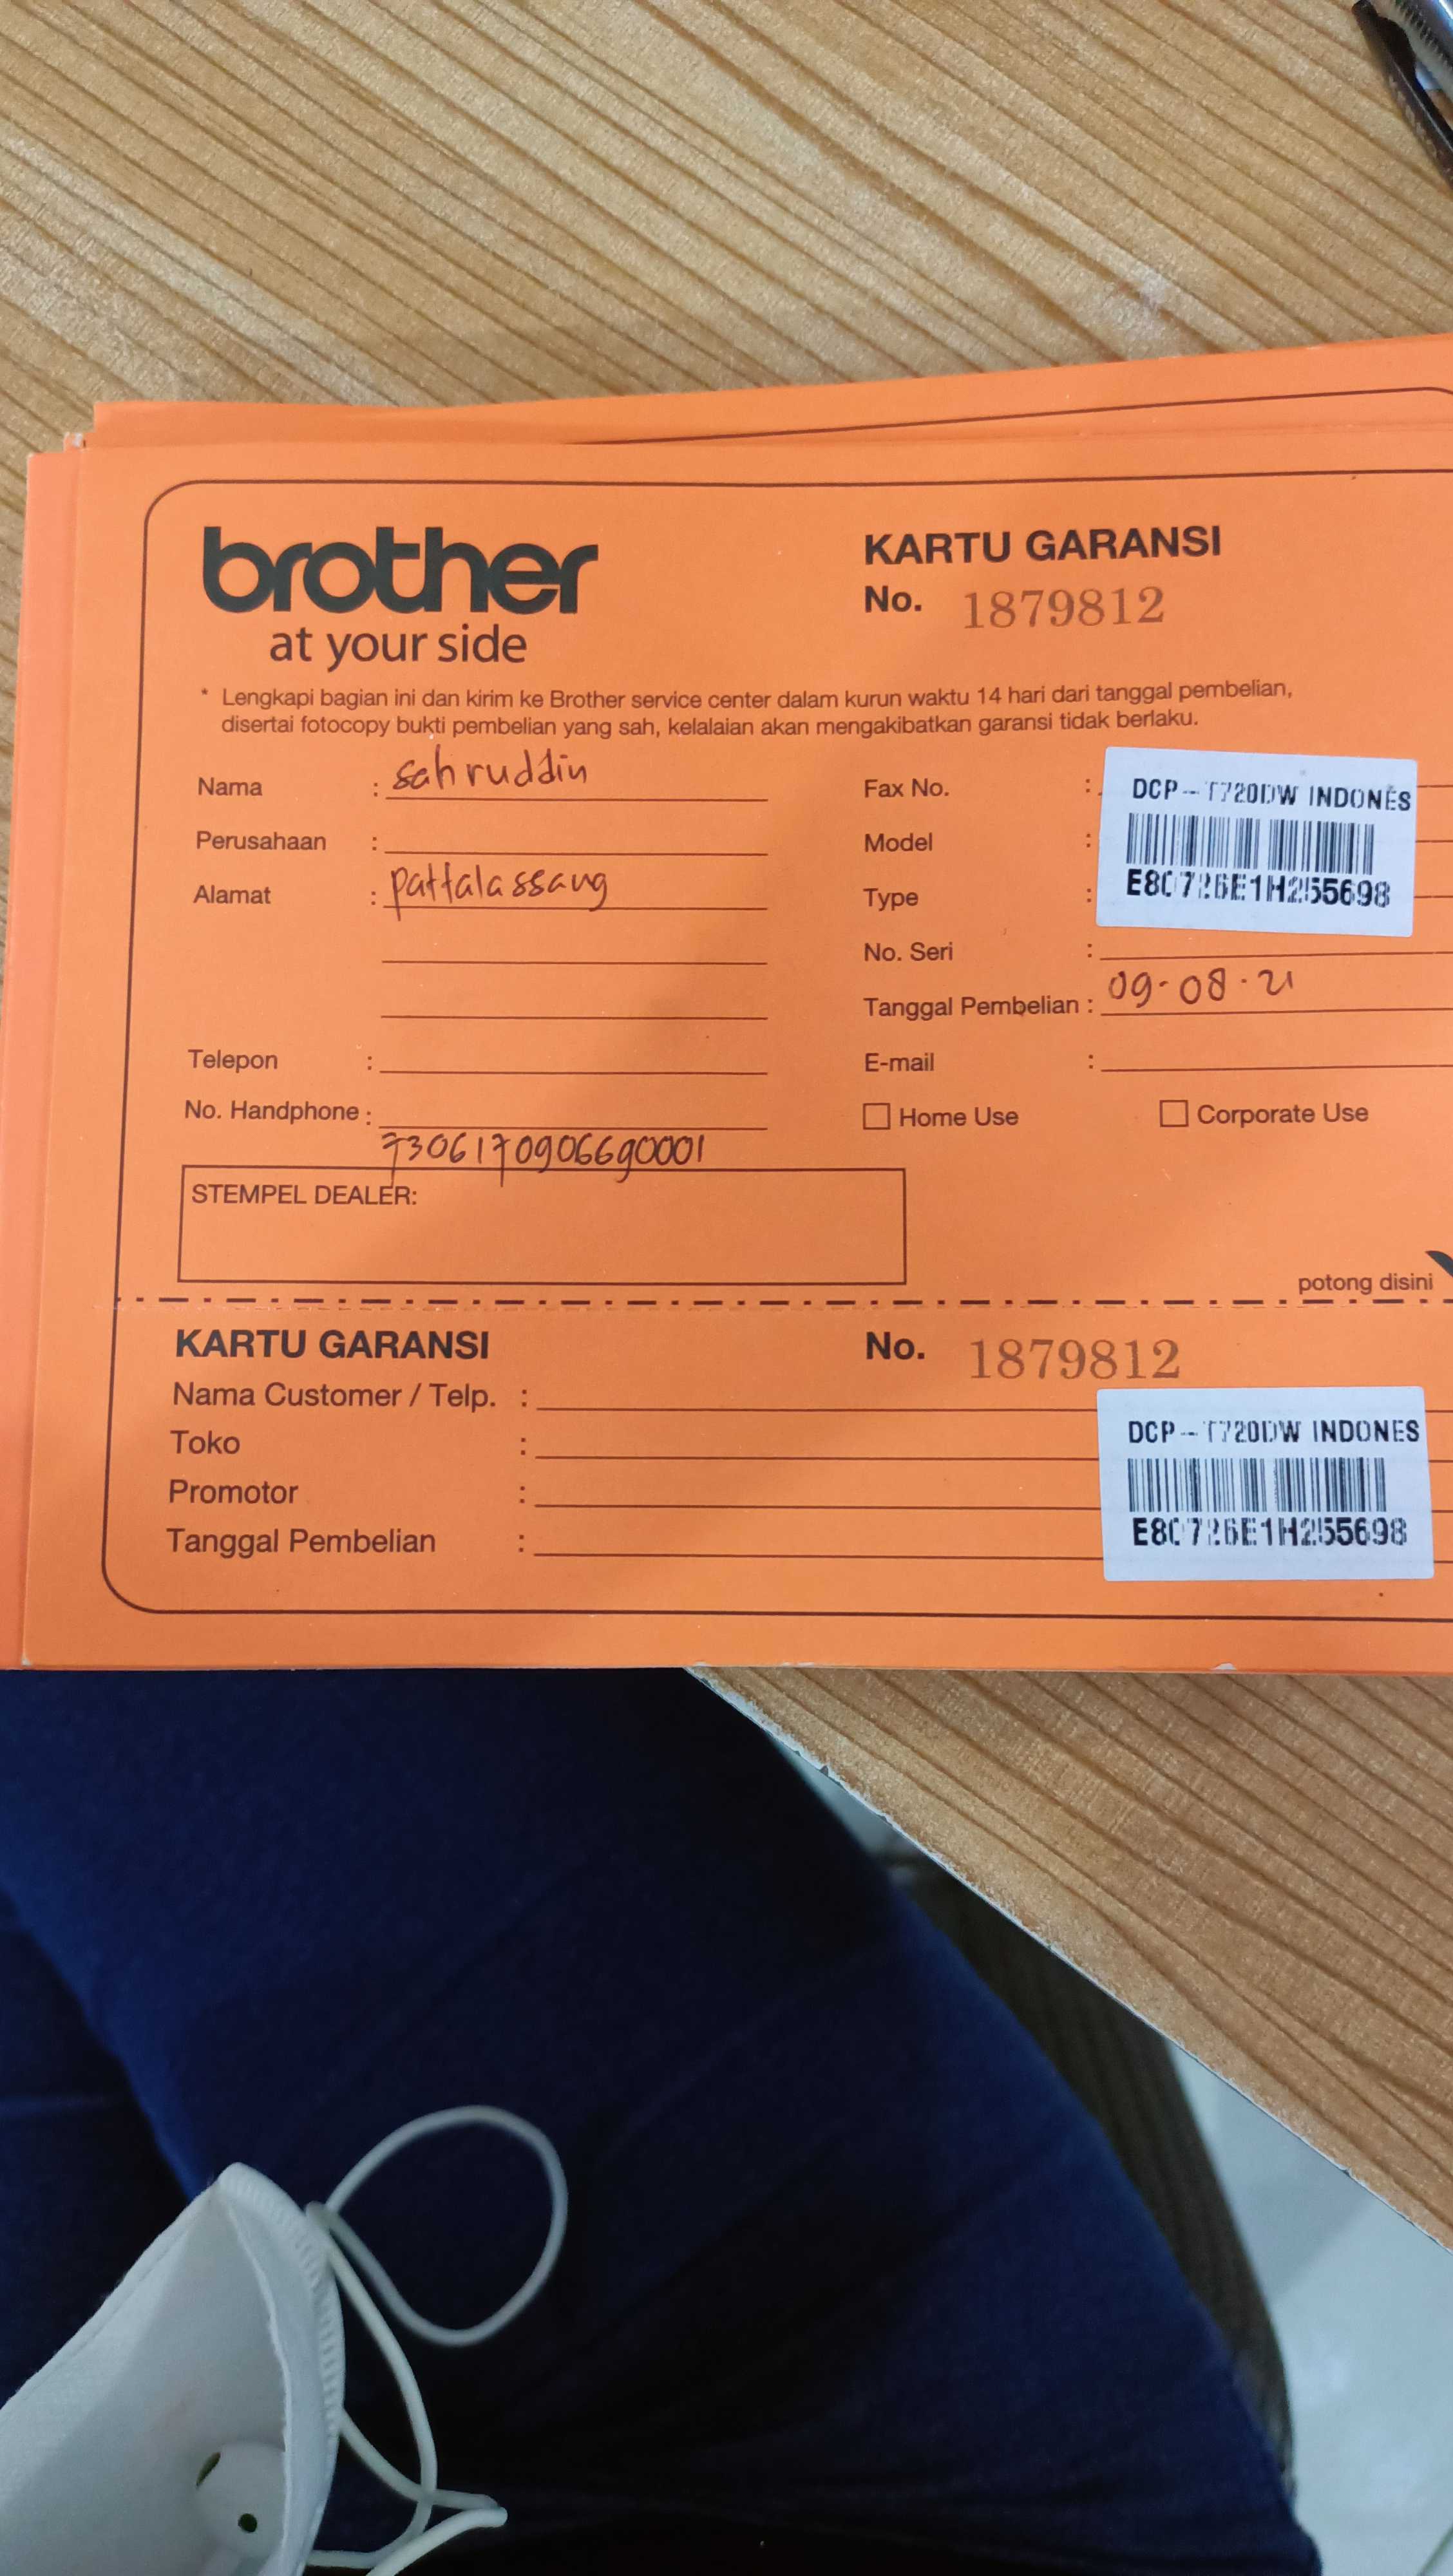 brother
at your side
KARTU GARANSI
No. 1879812
* Lengkapi bagian ini dan kirim ke Brother service center dalam kurun waktu 14 hari dari tanggal pembelian,
disertai fotocopy bukti pembelian yang sah, kelalaian akan mengakibatkan garansi tidak berlaku.
Nama : sahruddin
Perusahaan :
Alamat : pattalassang
Telepon :
No. Handphone :
7306170906690001
Fax No. :
Model :
Type :
DCP-T720DW INDONES
E80726E1H255698
No. Seri :
Tanggal Pembelian : 09-08-21
E-mail :
Home Use Corporate Use
STEMPEL DEALER:
potong disini
KARTU GARANSI No. 1879812
Nama Customer / Telp. :
Toko :
Promotor :
Tanggal Pembelian :
DCP-T720DW INDONES
E80726E1H255698